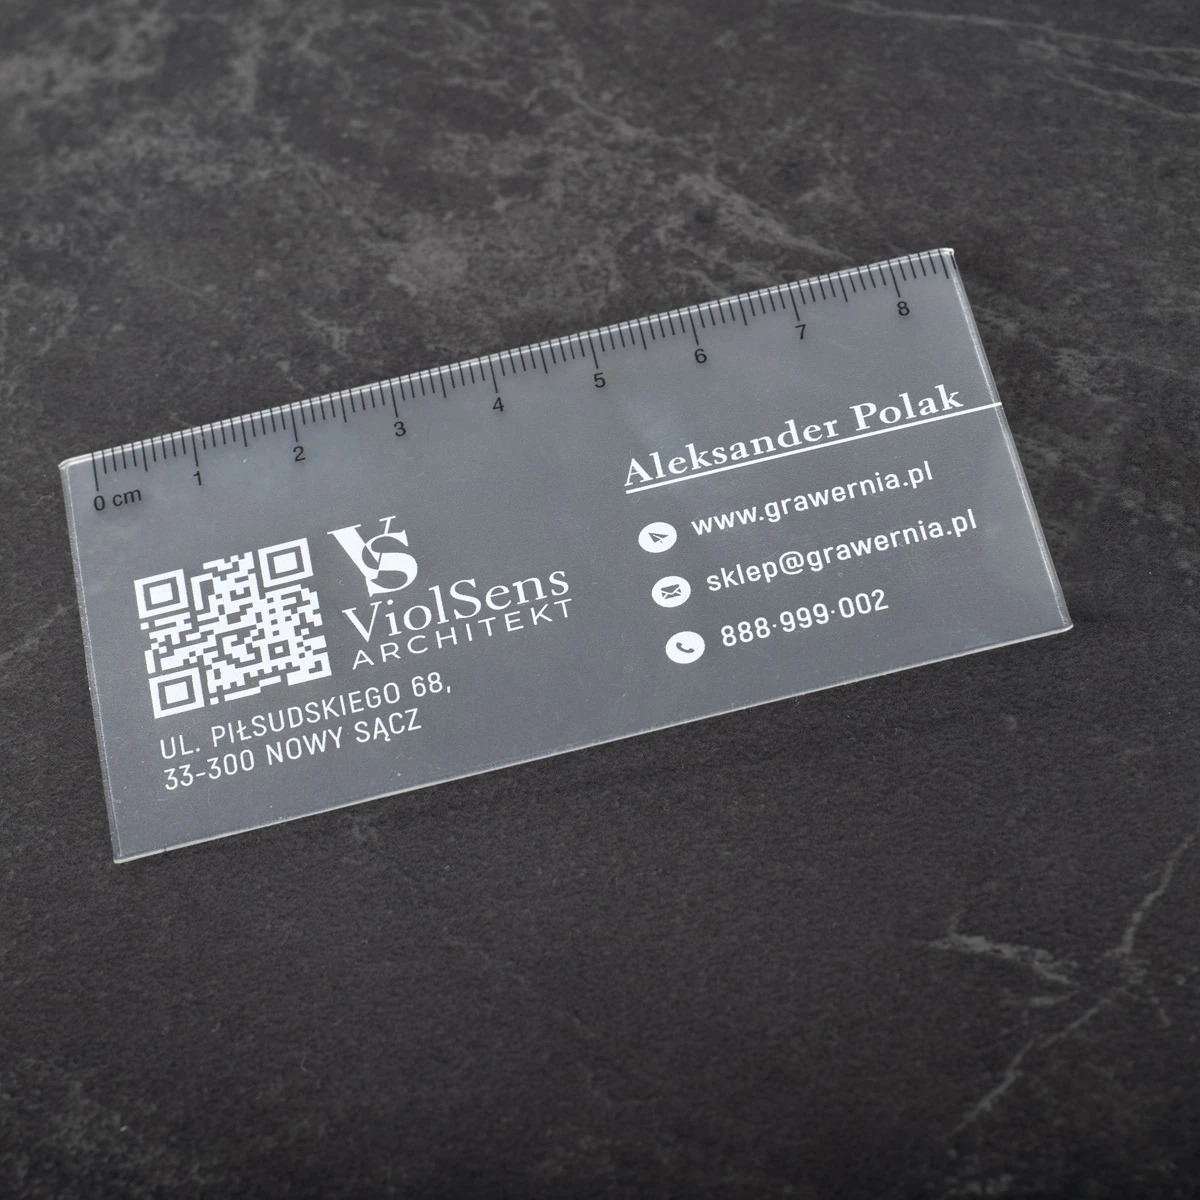 0 cm 1 2 3 4 5 6 7 8
VS
ViolSens
ARCHITEKT
UL. PIŁSUDSKIEGO 68,
33-300 NOWY SĄCZ
Aleksander Polak
www.grawernia.pl
sklep@grawernia.pl
888·999·002